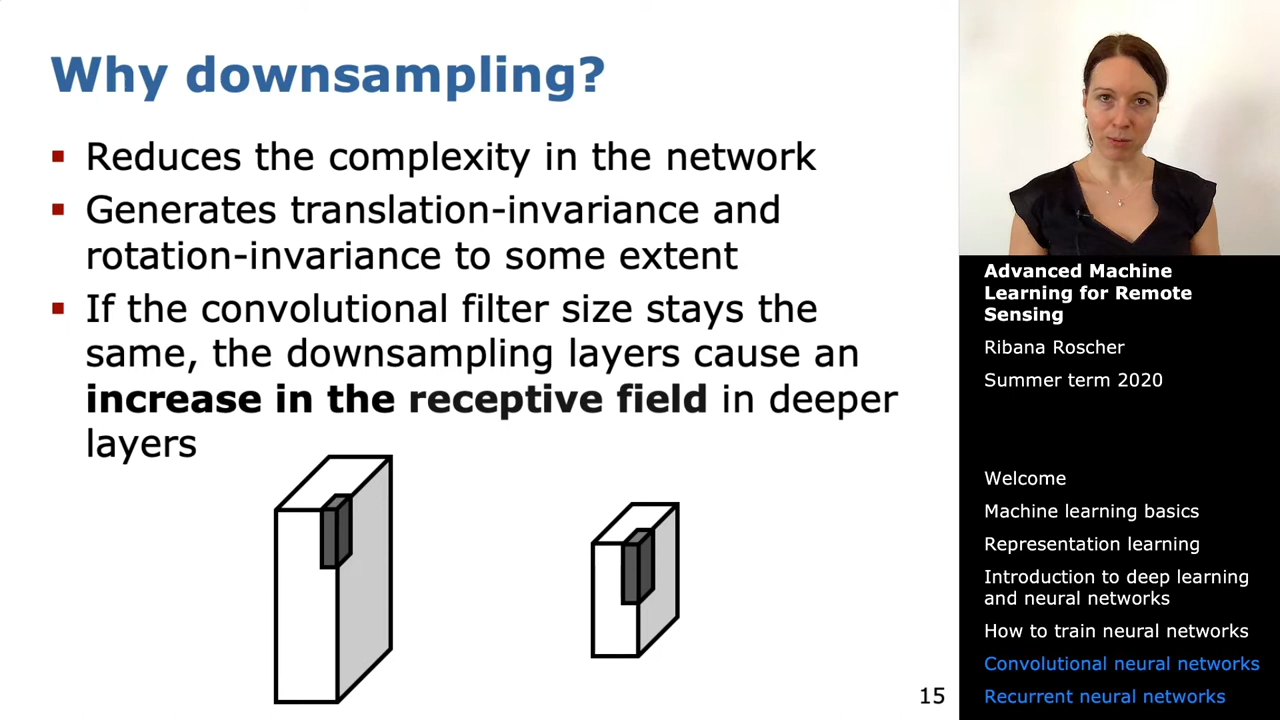 Why downsampling?
Reduces the complexity in the network
Generates translation-invariance and
rotation-invariance to some extent
If the convolutional filter size stays the
same, the downsampling layers cause an
increase in the receptive field in deeper
layers
15
Advanced Machine
Learning for Remote
Sensing
Ribana Roscher
Summer term 2020
Welcome
Machine learning basics
Representation learning
Introduction to deep learning
and neural networks
How to train neural networks
Convolutional neural networks
Recurrent neural networks